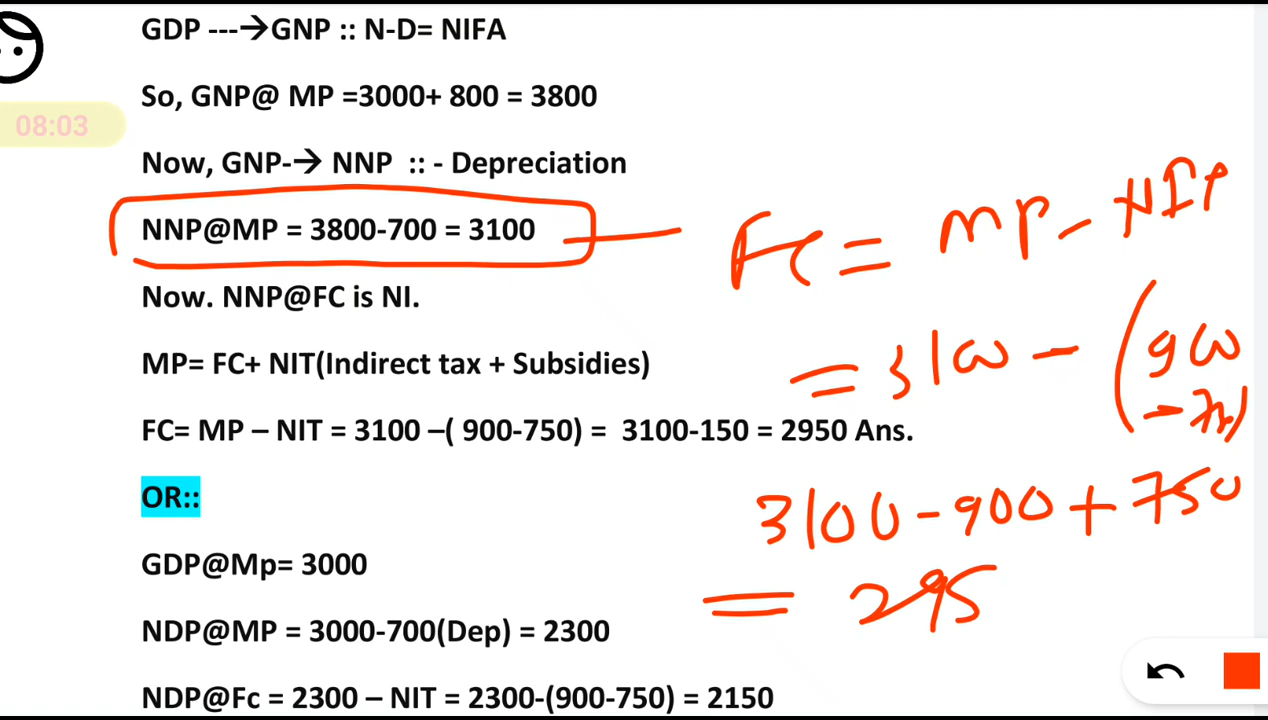 GDP ---→GNP :: N-D= NIFA
So, GNP@ MP =3000+ 800 = 3800
08:03
Now, GNP-→ NNP :: - Depreciation
NNP@MP = 3800-700 = 3100
FC = MP - NIT
Now. NNP@FC is NI.
= 3100 - (900
MP= FC+ NIT(Indirect tax + Subsidies)
FC= MP – NIT = 3100 –( 900-750) = 3100-150 = 2950 Ans.
OR::
3100-900+750
GDP@Mp= 3000
= 295
NDP@MP = 3000-700(Dep) = 2300
NDP@Fc = 2300 – NIT = 2300-(900-750) = 2150